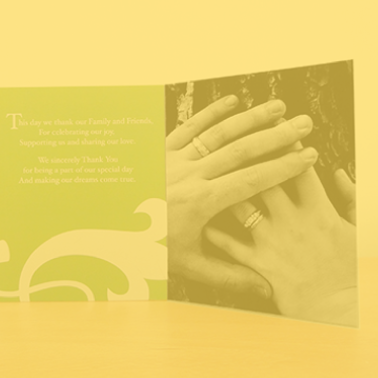 This day we thank our Family and Friends,
For celebrating our joy.
Supporting us and sharing our love.
We sincerely Thank You
for being a part of our special day
And making our dreams come true.